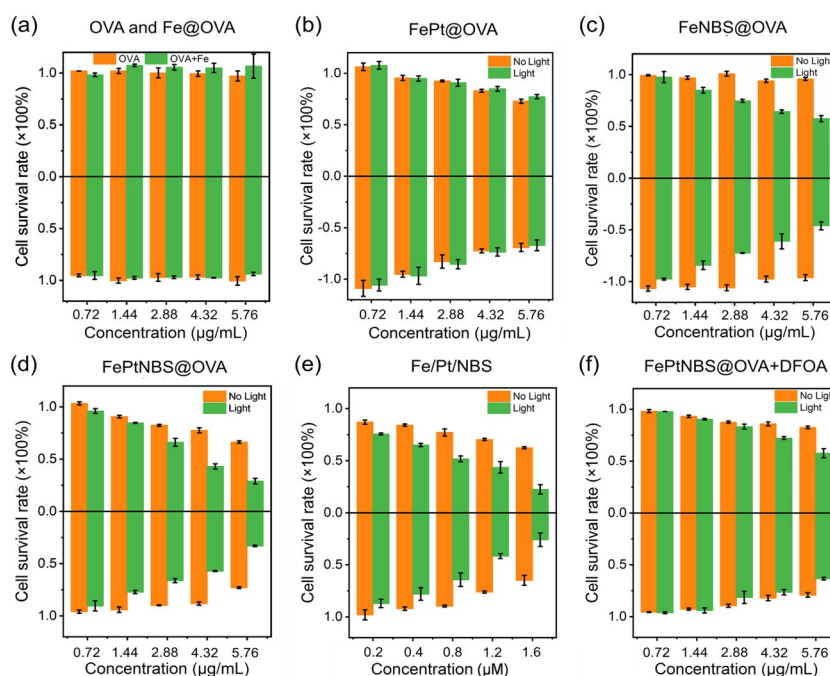 (a) OVA and Fe@OVA
OVA OVA+Fe
Cell survival rate (×100%)
1.0
0.5
0.0
0.5
1.0
0.72 1.44 2.88 4.32 5.76
Concentration (μg/mL)
(b) FePt@OVA
No Light
Light
Cell survival rate (×100%)
1.0
0.5
0.0
-0.5
-1.0
0.72 1.44 2.88 4.32 5.76
Concentration (μg/mL)
(c) FeNBS@OVA
No Light
Light
Cell survival rate (×100%)
1.0
0.5
0.0
-0.5
-1.0
0.72 1.44 2.88 4.32 5.76
Concentration (μg/mL)
(d) FePtNBS@OVA
No Light
Light
Cell survival rate (×100%)
1.0
0.5
0.0
0.5
1.0
0.72 1.44 2.88 4.32 5.76
Concentration (μg/mL)
(e) Fe/Pt/NBS
No Light
Light
Cell survival rate (×100%)
1.0
0.5
0.0
0.5
1.0
0.2 0.4 0.8 1.2 1.6
Concentration (μM)
(f) FePtNBS@OVA+DFOA
No Light
Light
Cell survival rate (×100%)
1.0
0.5
0.0
0.5
1.0
0.72 1.44 2.88 4.32 5.76
Concentration (μg/mL)